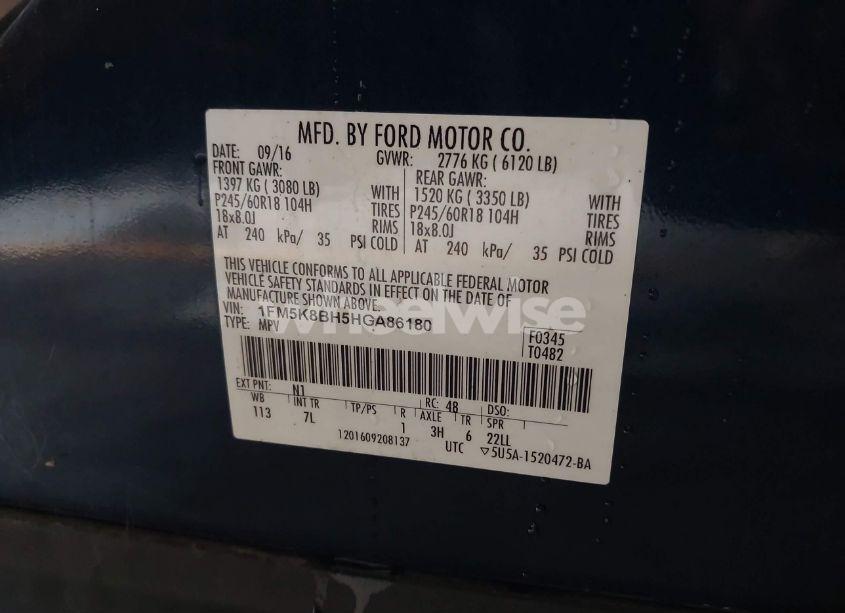 MFD. BY FORD MOTOR CO.
DATE: 09/16 GVWR: 2776 KG ( 6120 LB)
FRONT GAWR: REAR GAWR:
1397 KG ( 3080 LB) WITH 1520 KG ( 3350 LB) WITH
P245/60R18 104H TIRES P245/60R18 104H TIRES
18x8.0J RIMS 18x8.0J RIMS
AT 240 kPa/ 35 PSI COLD AT 240 kPa/ 35 PSI COLD
THIS VEHICLE CONFORMS TO ALL APPLICABLE FEDERAL MOTOR
VEHICLE SAFETY STANDARDS IN EFFECT ON THE DATE OF
MANUFACTURE SHOWN ABOVE.
VIN: 1FM5K8BH5HGA86180
TYPE: MPV
F0345
T0482
wheelwise
EXT PNT: N1 RC: 4B DSO:
WB INT TR TP/PS R AXLE TR SPR
113 7L 1 3H 6 22LL
1201609208137 UTC ▽5U5A-1520472-BA